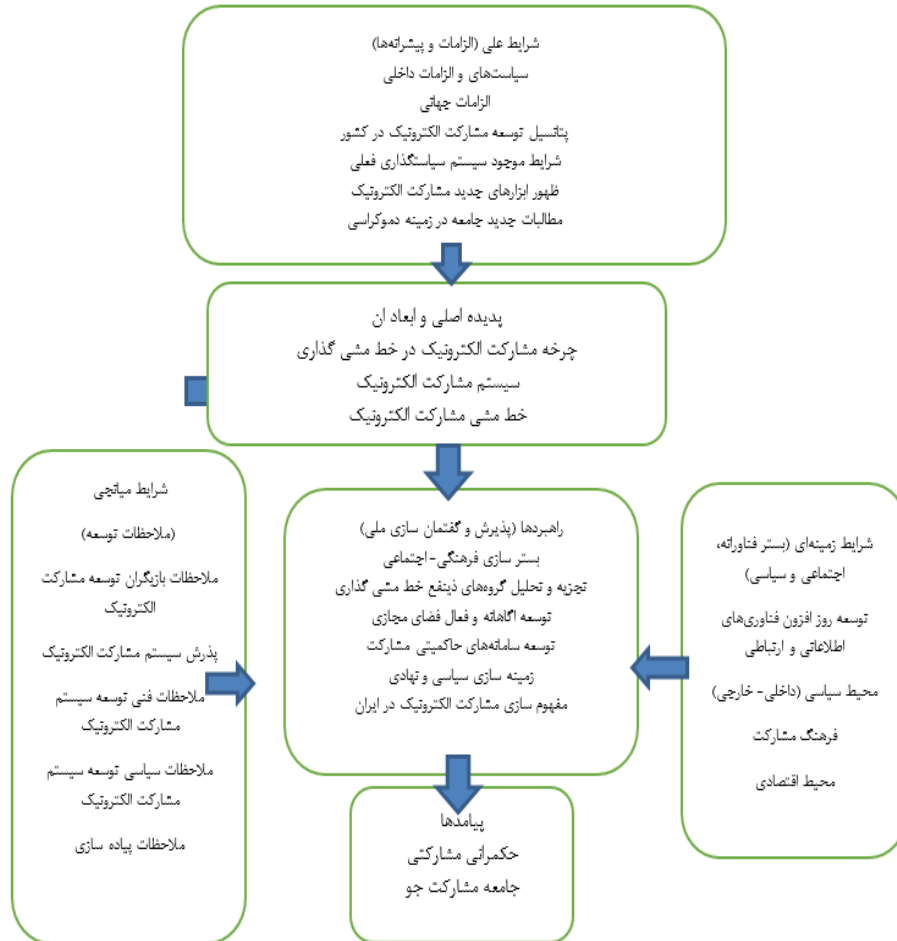 شرایط علی (الزامات و پیشرانه‌ها)
سیاست‌های و الزامات داخلی
الزامات جهانی
پتانسیل توسعه مشارکت الکترونیک در کشور
شرایط موجود سیستم سیاستگذاری فعلی
ظهور ابزارهای جدید مشارکت الکترونیک
مطالبات جدید جامعه در زمینه دموکراسی
پدیده اصلی و ابعاد ان
چرخه مشارکت الکترونیک در خط مشی گذاری
سیستم مشارکت الکترونیک
خط مشی مشارکت الکترونیک
شرایط زمینه‌ای (بستر فناورانه،
اجتماعی و سیاسی)
توسعه روز افزون فناوری‌های
اطلاعاتی و ارتباطی
محیط سیاسی (داخلی- خارجی)
فرهنگ مشارکت
محیط اقتصادی
راهبردها (پذیرش و گفتمان سازی ملی)
بستر سازی فرهنگی-اجتماعی
تجزیه و تحلیل گروه‌های ذینفع خط مشی گذاری
توسعه اگاهانه و فعال فضای مجازی
توسعه سامانه‌های حاکمیتی مشارکت
زمینه سازی سیاسی و نهادی
مفهوم سازی مشارکت الکترونیک در ایران
شرایط میانجی
(ملاحظات توسعه)
ملاحظات بازیگران توسعه مشارکت
الکترونیک
پذرش سیستم مشارکت الکترونیک
ملاحظات فنی توسعه سیستم
مشارکت الکترونیک
ملاحظات سیاسی توسعه سیستم
مشارکت الکترونیک
ملاحظات پیاده سازی
پیامدها
حکمرانی مشارکتی
جامعه مشارکت جو